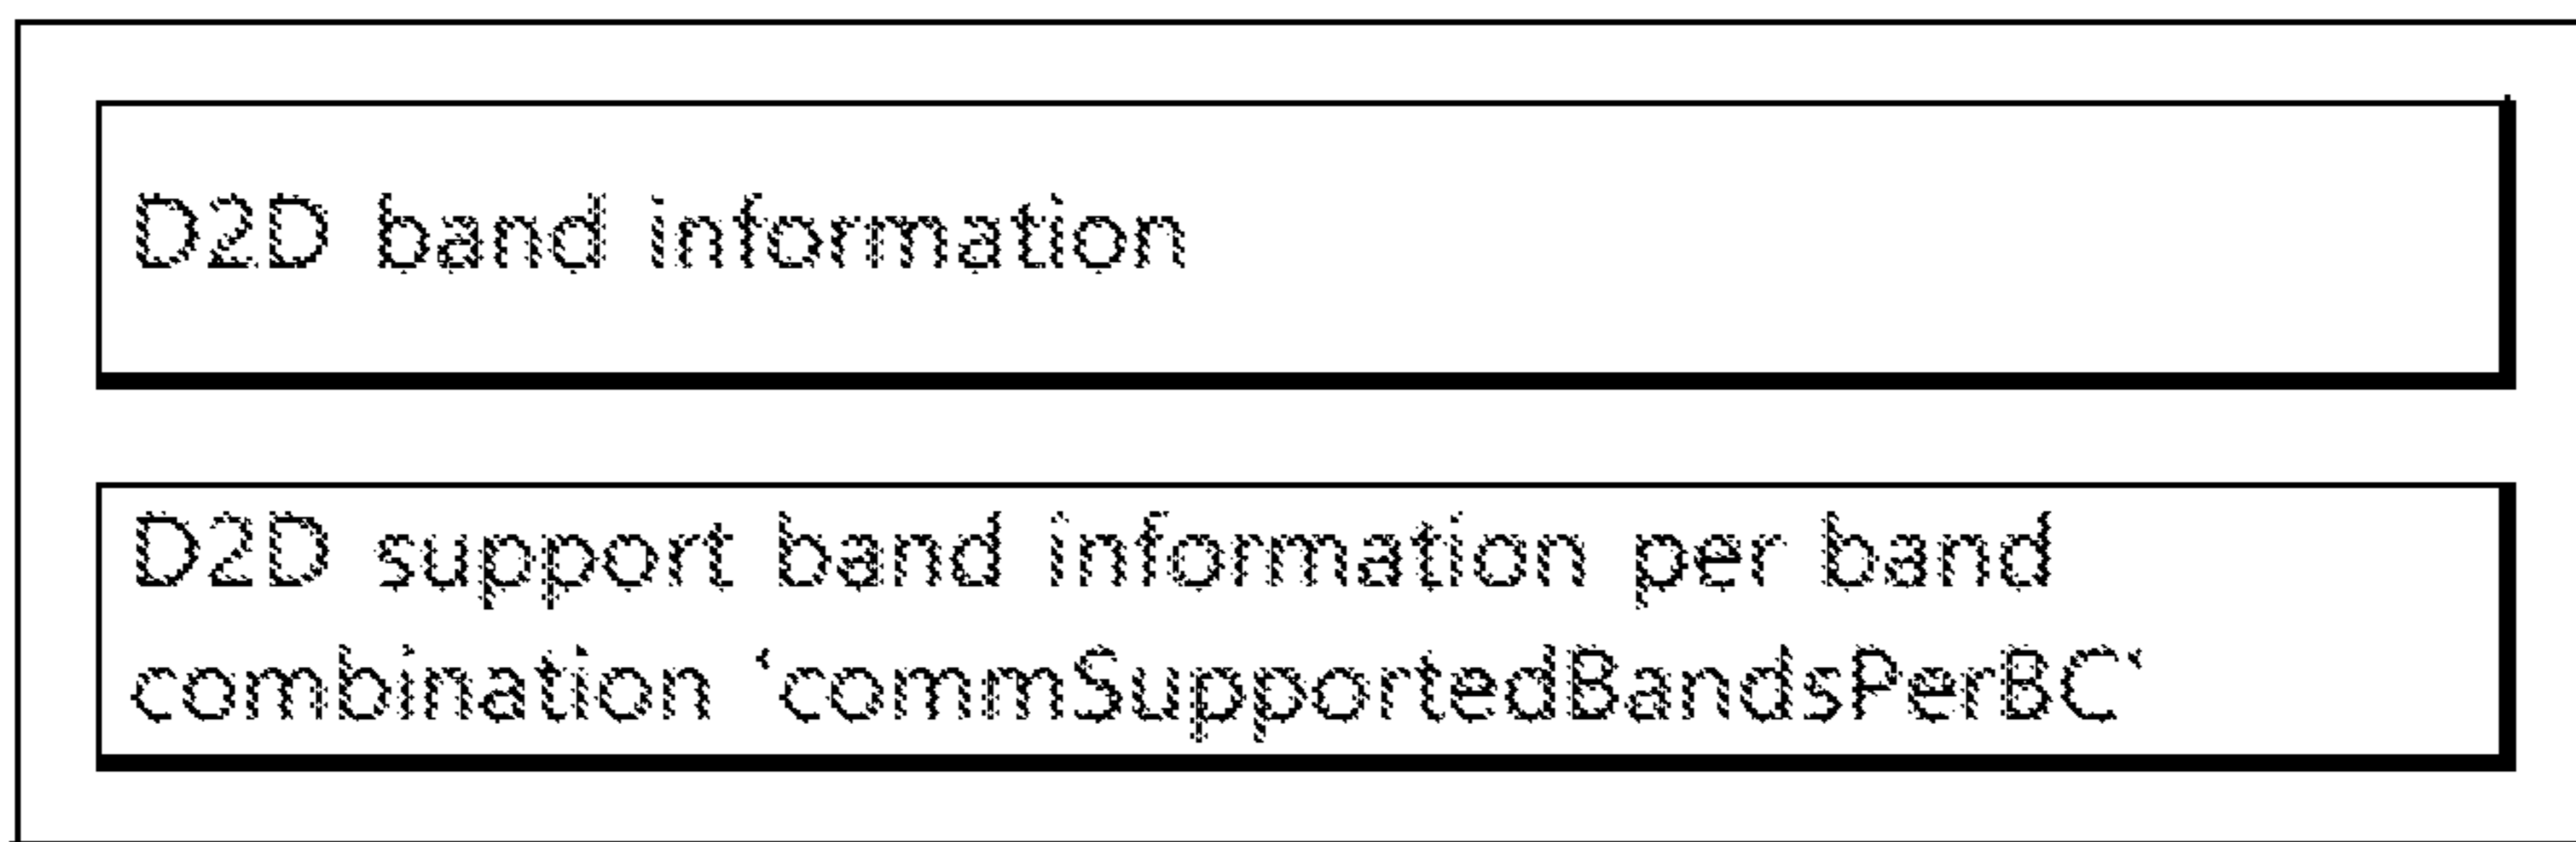 D2D band information
D2D support band information per band
combination ‘commSupportedBandsPerBC‘